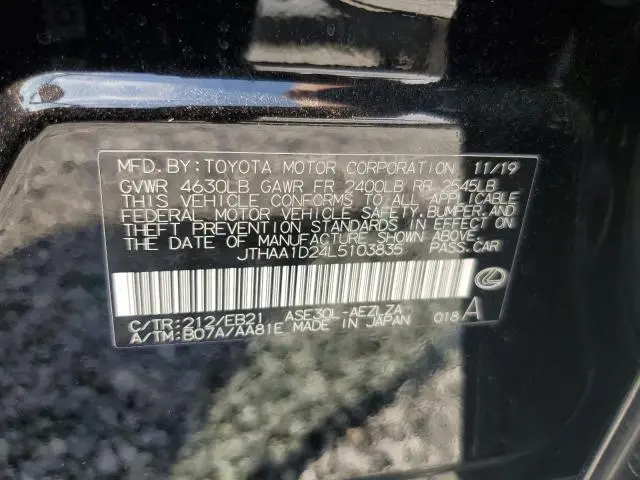 MFD.BY:TOYOTA MOTOR CORPORATION 11/19
GVWR 4630LB GAWR FR 2400LB RR 2545LB
THIS VEHICLE CONFORMS TO ALL APPLICABLE
FEDERAL MOTOR VEHICLE SAFETY,BUMPER,AND
THEFT PREVENTION STANDARDS IN EFFECT ON
THE DATE OF MANUFACTURE SHOWN ABOVE.
JTHAA1D24L5103835 PASS.CAR
C/TR:212/EB21 ASE30L-AEZLZA 018 A
A/TM:B07A/AA81E MADE IN JAPAN